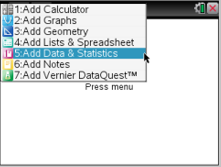 1:Add Calculator
2:Add Graphs
3:Add Geometry
4:Add Lists & Spreadsheet
5:Add Data & Statistics
6:Add Notes
7:Add Vernier DataQuest™
Press menu